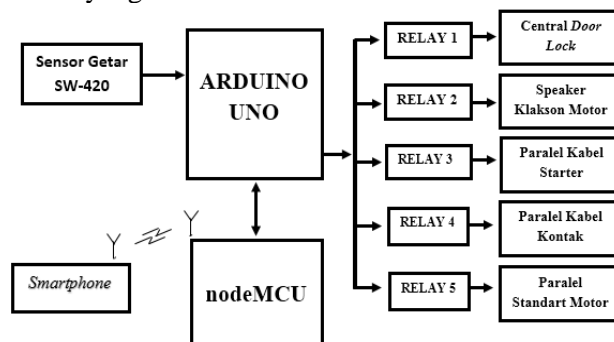 Sensor Getar
SW-420
ARDUINO
UNO
RELAY 1
Central Door
Lock
RELAY 2
Speaker
Klakson Motor
RELAY 3
Paralel Kabel
Starter
RELAY 4
Paralel Kabel
Kontak
RELAY 5
Paralel
Standart Motor
Smartphone
nodeMCU